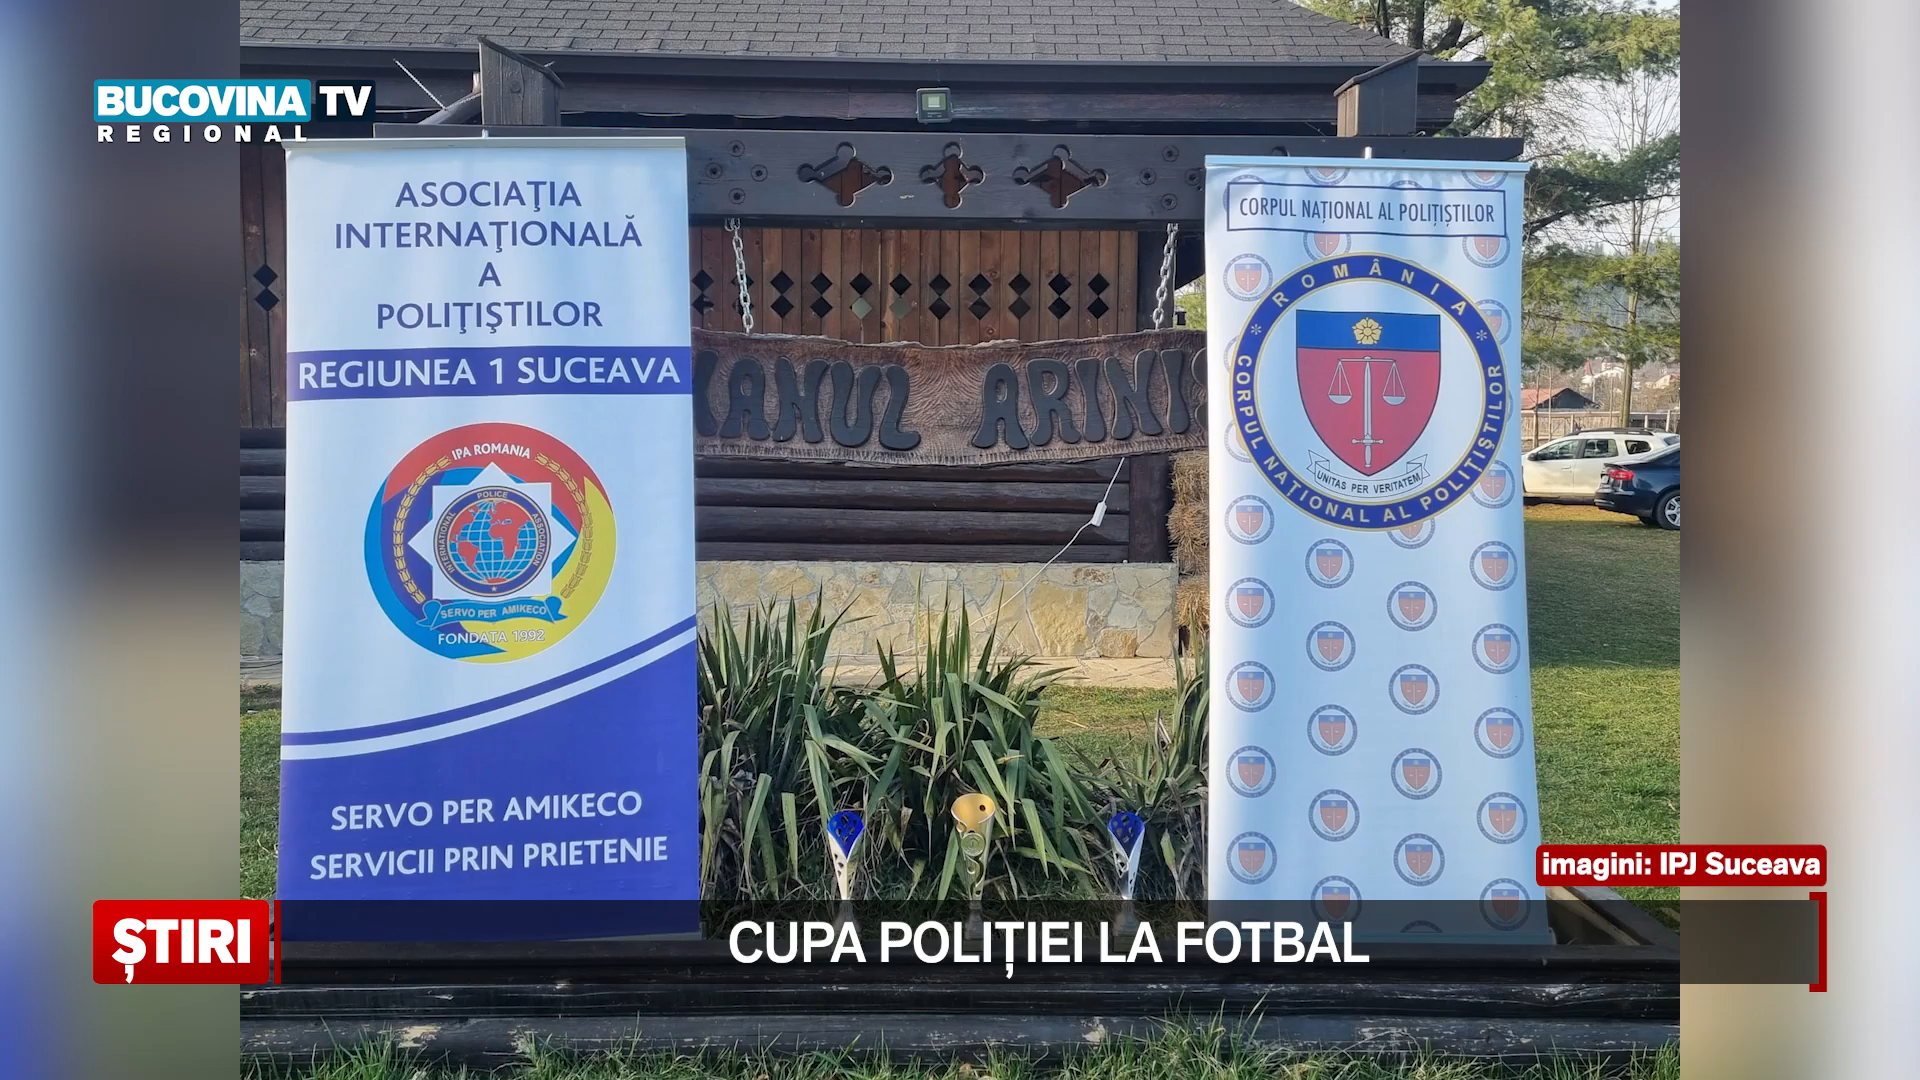 BUCOVINA TV
REGIONAL
ASOCIAŢIA
INTERNAŢIONALĂ
A
POLIŢIŞTILOR
REGIUNEA 1 SUCEAVA
IPA ROMANIA
INTERNATIONAL POLICE ASSOCIATION
SERVO PER AMIKECO
FONDATA 1992
SERVO PER AMIKECO
SERVICII PRIN PRIETENIE
ARINI
CORPUL NAȚIONAL AL POLIȚIȘTILOR
ROMÂNIA
CORPUL NAȚIONAL AL POLIȚIȘTILOR
UNITAS PER VERITATEM
imagini: IPJ Suceava
ȘTIRI
CUPA POLIȚIEI LA FOTBAL